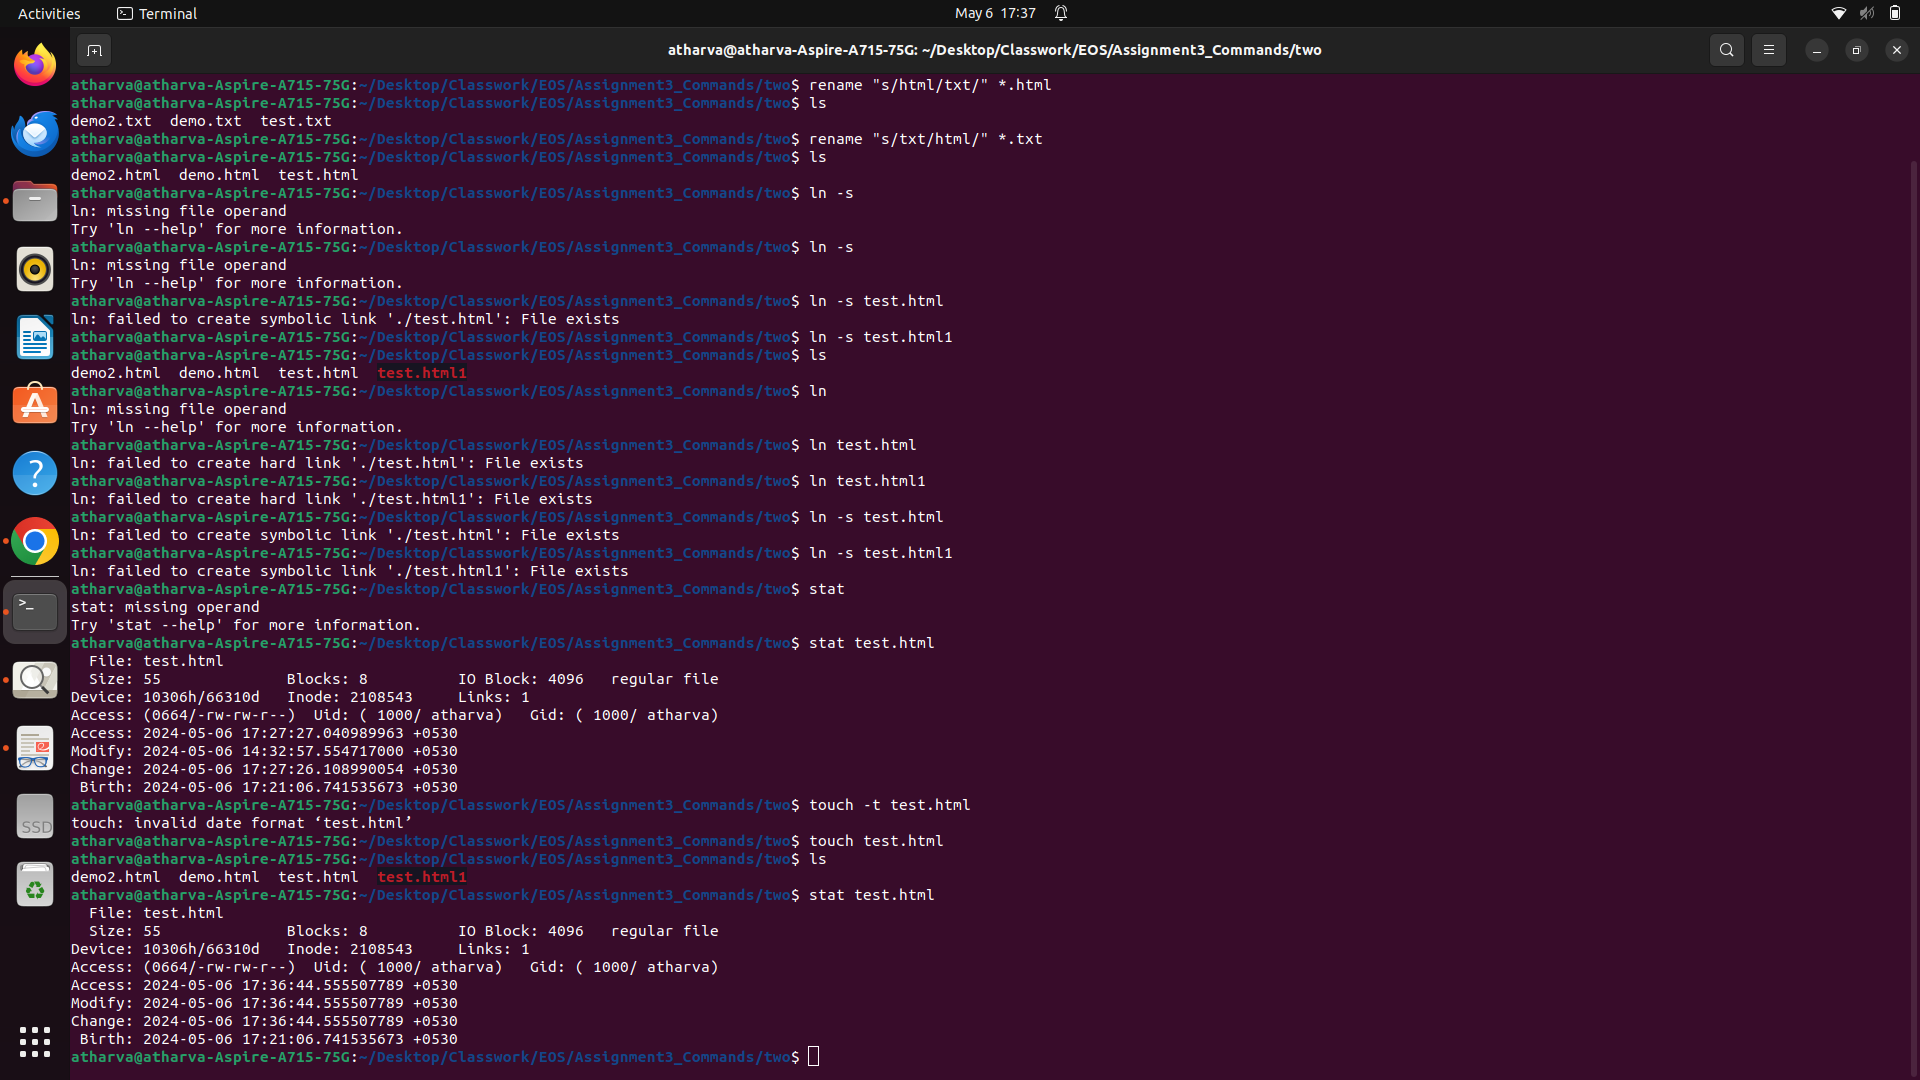 Activities
Terminal
May 6 17:37
atharva@atharva-Aspire-A715-75G: ~/Desktop/Classwork/EOS/Assignment3_Commands/two
atharva@atharva-Aspire-A715-75G:~/Desktop/Classwork/EOS/Assignment3_Commands/two$ rename "s/html/txt/" *.html
atharva@atharva-Aspire-A715-75G:~/Desktop/Classwork/EOS/Assignment3_Commands/two$ ls
demo2.txt  demo.txt  test.txt
atharva@atharva-Aspire-A715-75G:~/Desktop/Classwork/EOS/Assignment3_Commands/two$ rename "s/txt/html/" *.txt
atharva@atharva-Aspire-A715-75G:~/Desktop/Classwork/EOS/Assignment3_Commands/two$ ls
demo2.html  demo.html  test.html
atharva@atharva-Aspire-A715-75G:~/Desktop/Classwork/EOS/Assignment3_Commands/two$ ln -s
ln: missing file operand
Try 'ln --help' for more information.
atharva@atharva-Aspire-A715-75G:~/Desktop/Classwork/EOS/Assignment3_Commands/two$ ln -s
ln: missing file operand
Try 'ln --help' for more information.
atharva@atharva-Aspire-A715-75G:~/Desktop/Classwork/EOS/Assignment3_Commands/two$ ln -s test.html
ln: failed to create symbolic link './test.html': File exists
atharva@atharva-Aspire-A715-75G:~/Desktop/Classwork/EOS/Assignment3_Commands/two$ ln -s test.html1
atharva@atharva-Aspire-A715-75G:~/Desktop/Classwork/EOS/Assignment3_Commands/two$ ls
demo2.html  demo.html  test.html  test.html1
atharva@atharva-Aspire-A715-75G:~/Desktop/Classwork/EOS/Assignment3_Commands/two$ ln
ln: missing file operand
Try 'ln --help' for more information.
atharva@atharva-Aspire-A715-75G:~/Desktop/Classwork/EOS/Assignment3_Commands/two$ ln test.html
ln: failed to create hard link './test.html': File exists
atharva@atharva-Aspire-A715-75G:~/Desktop/Classwork/EOS/Assignment3_Commands/two$ ln test.html1
ln: failed to create hard link './test.html1': File exists
atharva@atharva-Aspire-A715-75G:~/Desktop/Classwork/EOS/Assignment3_Commands/two$ ln -s test.html
ln: failed to create symbolic link './test.html': File exists
atharva@atharva-Aspire-A715-75G:~/Desktop/Classwork/EOS/Assignment3_Commands/two$ ln -s test.html1
ln: failed to create symbolic link './test.html1': File exists
atharva@atharva-Aspire-A715-75G:~/Desktop/Classwork/EOS/Assignment3_Commands/two$ stat
stat: missing operand
Try 'stat --help' for more information.
atharva@atharva-Aspire-A715-75G:~/Desktop/Classwork/EOS/Assignment3_Commands/two$ stat test.html
  File: test.html
  Size: 55              Blocks: 8          IO Block: 4096   regular file
Device: 10306h/66310d   Inode: 2108543     Links: 1
Access: (0664/-rw-rw-r--)  Uid: ( 1000/ atharva)   Gid: ( 1000/ atharva)
Access: 2024-05-06 17:27:27.040989963 +0530
Modify: 2024-05-06 14:32:57.554717000 +0530
Change: 2024-05-06 17:27:26.108990054 +0530
 Birth: 2024-05-06 17:21:06.741535673 +0530
atharva@atharva-Aspire-A715-75G:~/Desktop/Classwork/EOS/Assignment3_Commands/two$ touch -t test.html
touch: invalid date format ‘test.html’
atharva@atharva-Aspire-A715-75G:~/Desktop/Classwork/EOS/Assignment3_Commands/two$ touch test.html
atharva@atharva-Aspire-A715-75G:~/Desktop/Classwork/EOS/Assignment3_Commands/two$ ls
demo2.html  demo.html  test.html  test.html1
atharva@atharva-Aspire-A715-75G:~/Desktop/Classwork/EOS/Assignment3_Commands/two$ stat test.html
  File: test.html
  Size: 55              Blocks: 8          IO Block: 4096   regular file
Device: 10306h/66310d   Inode: 2108543     Links: 1
Access: (0664/-rw-rw-r--)  Uid: ( 1000/ atharva)   Gid: ( 1000/ atharva)
Access: 2024-05-06 17:36:44.555507789 +0530
Modify: 2024-05-06 17:36:44.555507789 +0530
Change: 2024-05-06 17:36:44.555507789 +0530
 Birth: 2024-05-06 17:21:06.741535673 +0530
atharva@atharva-Aspire-A715-75G:~/Desktop/Classwork/EOS/Assignment3_Commands/two$
SSD